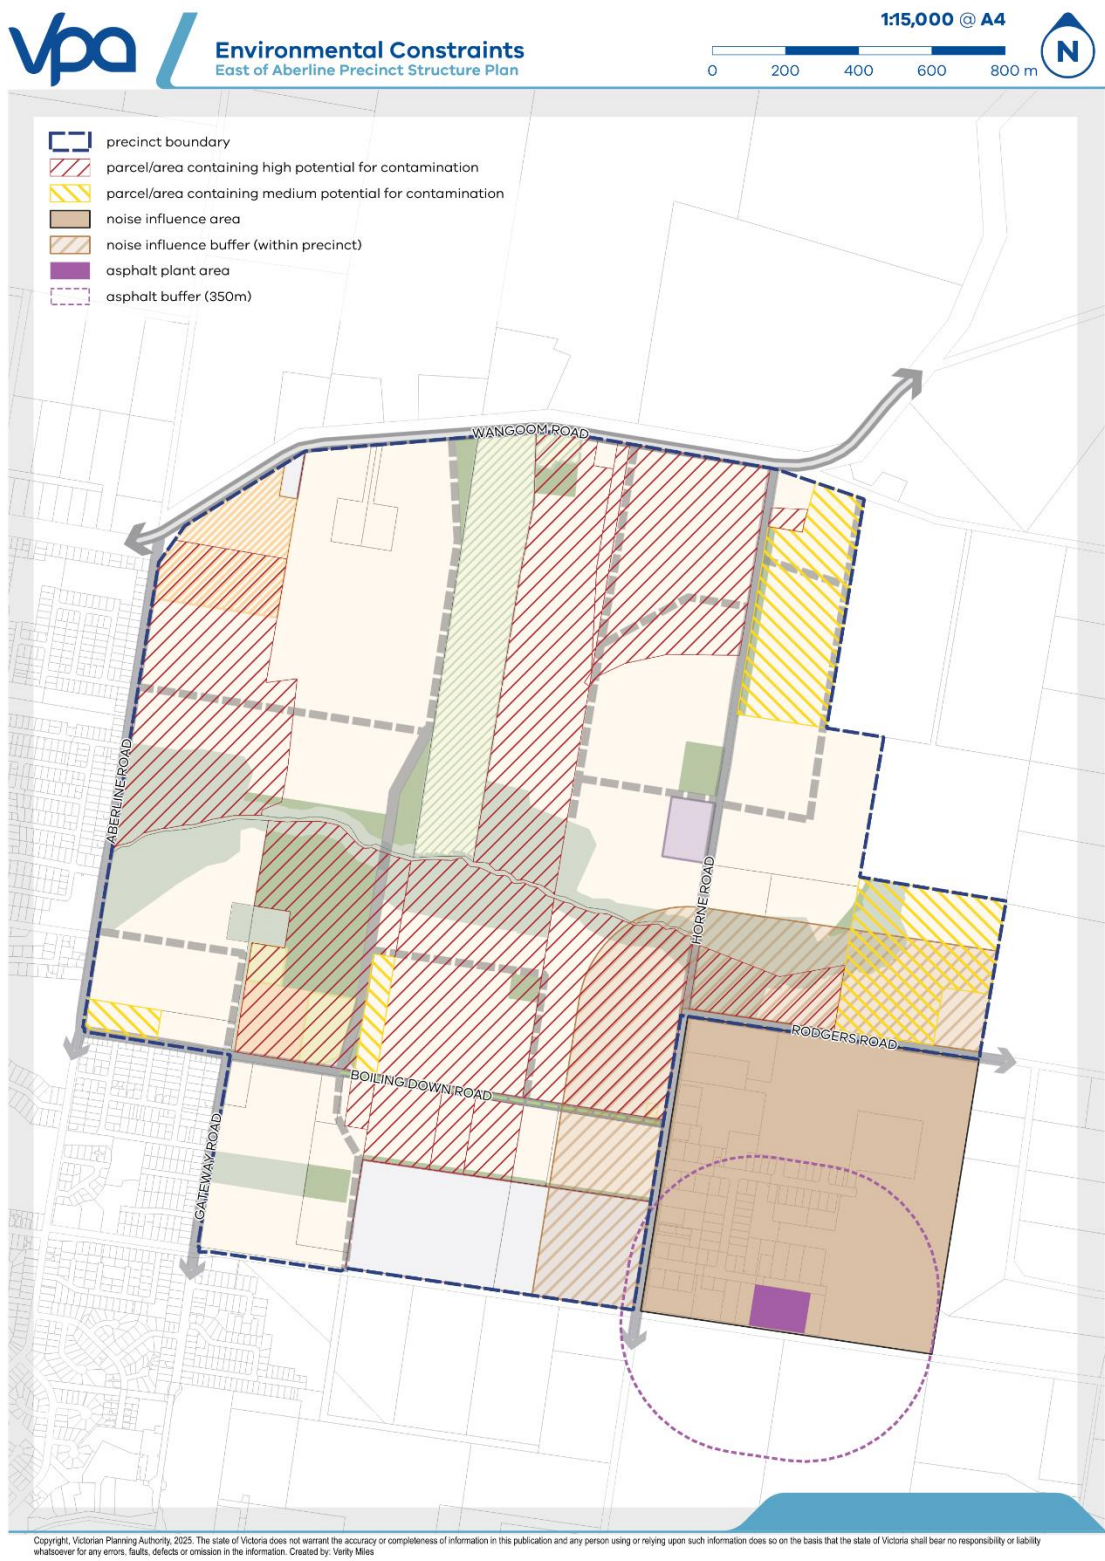 vpa
Environmental Constraints
East of Aberline Precinct Structure Plan
1:15,000 @ A4
0 200 400 600 800 m
N
precinct boundary
parcel/area containing high potential for contamination
parcel/area containing medium potential for contamination
noise influence area
noise influence buffer (within precinct)
asphalt plant area
asphalt buffer (350m)
WANGOOM ROAD
ABERLINE ROAD
HORNE ROAD
RODGERS ROAD
BOILING DOWN ROAD
GATEWAY ROAD
Copyright, Victorian Planning Authority, 2025. The state of Victoria does not warrant the accuracy or completeness of information in this publication and any person using or relying upon such information does so on the basis that the state of Victoria shall bear no responsibility or liability
whatsoever for any errors, faults, defects or omission in the information. Created by: Verity Miles